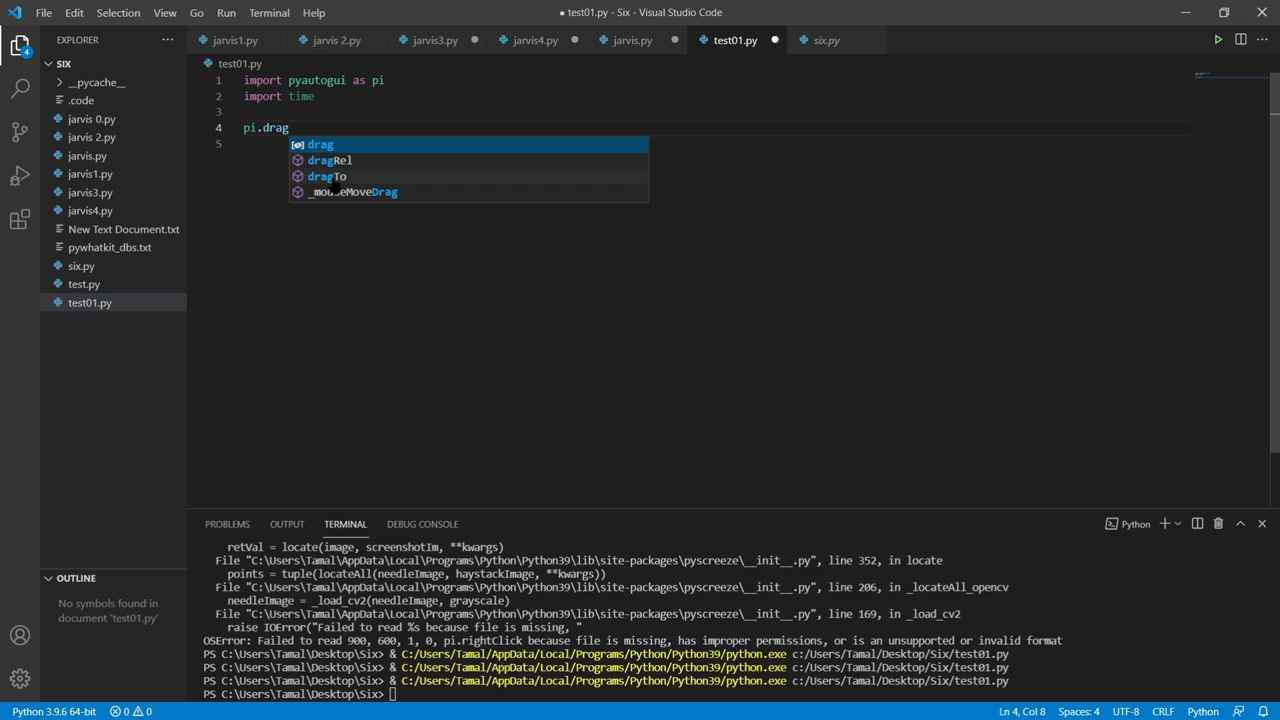 File Edit Selection View Go Run Terminal Help
● test01.py - Six - Visual Studio Code
EXPLORER
jarvis1.py jarvis 2.py jarvis3.py jarvis4.py jarvis.py test01.py six.py
4
SIX
__pycache__
.code
jarvis 0.py
jarvis 2.py
jarvis.py
jarvis1.py
jarvis3.py
jarvis4.py
New Text Document.txt
pywhatkit_dbs.txt
six.py
test.py
test01.py
OUTLINE
No symbols found in
document 'test01.py'
test01.py
1 import pyautogui as pi
2 import time
3
4 pi.drag
5
drag
dragRel
dragTo
_mouseMoveDrag
PROBLEMS OUTPUT TERMINAL DEBUG CONSOLE
Python
retVal = locate(image, screenshotIm, **kwargs)
File "C:\Users\Tamal\AppData\Local\Programs\Python\Python39\lib\site-packages\pyscreeze\__init__.py", line 352, in locate
points = tuple(locateAll(needleImage, haystackImage, **kwargs))
File "C:\Users\Tamal\AppData\Local\Programs\Python\Python39\lib\site-packages\pyscreeze\__init__.py", line 206, in _locateAll_opencv
needleImage = _load_cv2(needleImage, grayscale)
File "C:\Users\Tamal\AppData\Local\Programs\Python\Python39\lib\site-packages\pyscreeze\__init__.py", line 169, in _load_cv2
raise IOError("Failed to read %s because file is missing, "
OSError: Failed to read 900, 600, 1, 0, pi.rightClick because file is missing, has improper permissions, or is an unsupported or invalid format
PS C:\Users\Tamal\Desktop\Six> & C:/Users/Tamal/AppData/Local/Programs/Python/Python39/python.exe c:/Users/Tamal/Desktop/Six/test01.py
PS C:\Users\Tamal\Desktop\Six> & C:/Users/Tamal/AppData/Local/Programs/Python/Python39/python.exe c:/Users/Tamal/Desktop/Six/test01.py
PS C:\Users\Tamal\Desktop\Six> & C:/Users/Tamal/AppData/Local/Programs/Python/Python39/python.exe c:/Users/Tamal/Desktop/Six/test01.py
PS C:\Users\Tamal\Desktop\Six>
Python 3.9.6 64-bit 0 0 Ln 4, Col 8 Spaces: 4 UTF-8 CRLF Python